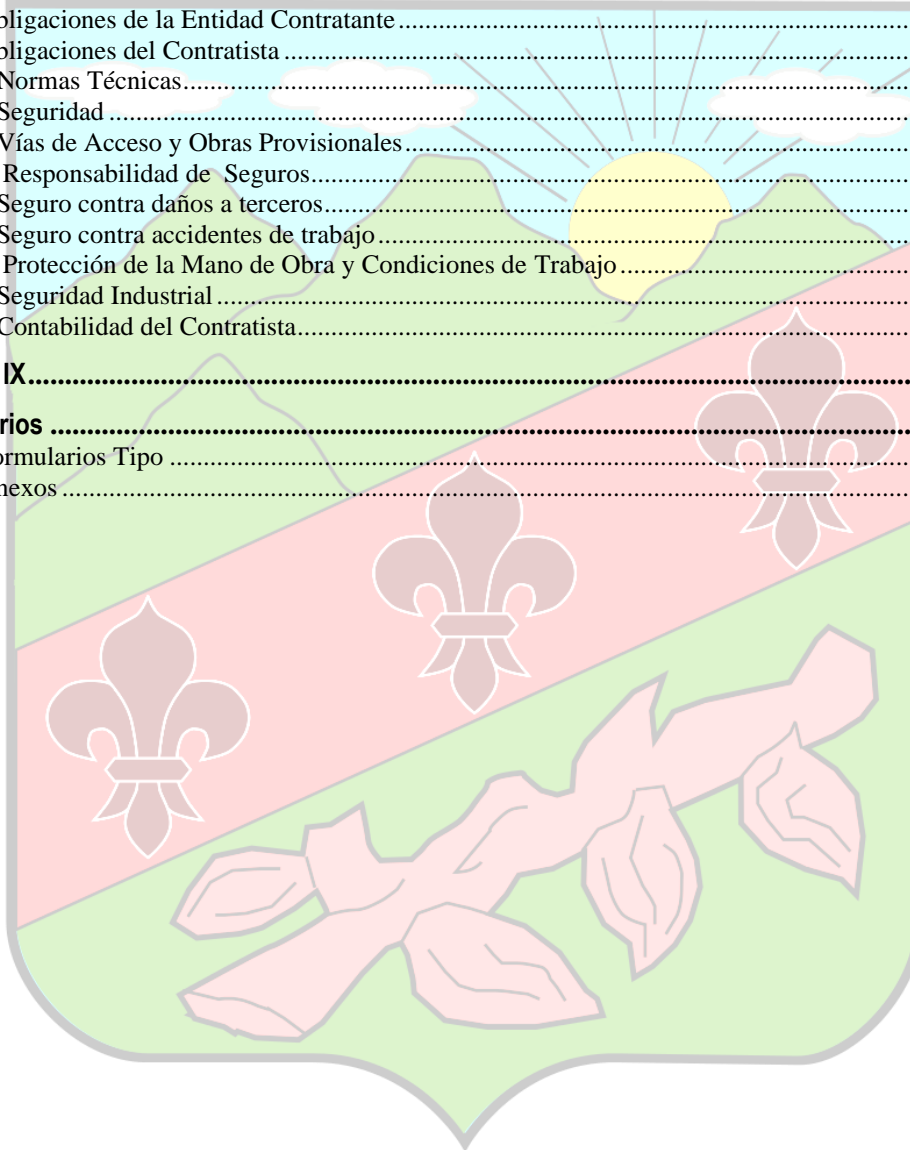 bligaciones de la Entidad Contratante
bligaciones del Contratista
Normas Técnicas
Seguridad
Vías de Acceso y Obras Provisionales
Responsabilidad de Seguros
Seguro contra daños a terceros
Seguro contra accidentes de trabajo
Protección de la Mano de Obra y Condiciones de Trabajo
Seguridad Industrial
Contabilidad del Contratista
IX
rios
ormularios Tipo
nexos